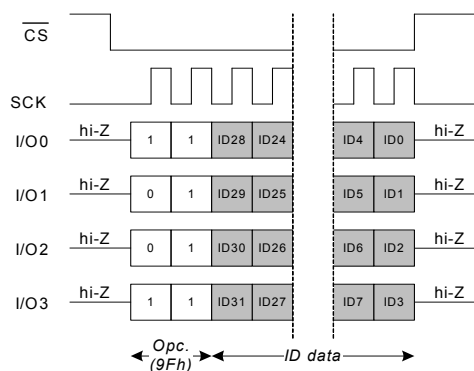 CS
SCK
I/O0 hi-Z 1 1 ID28 ID24 ID4 ID0 hi-Z
I/O1 hi-Z 0 1 ID29 ID25 ID5 ID1 hi-Z
I/O2 hi-Z 0 1 ID30 ID26 ID6 ID2 hi-Z
I/O3 hi-Z 1 1 ID31 ID27 ID7 ID3 hi-Z
Opc. ID data
(9Fh)